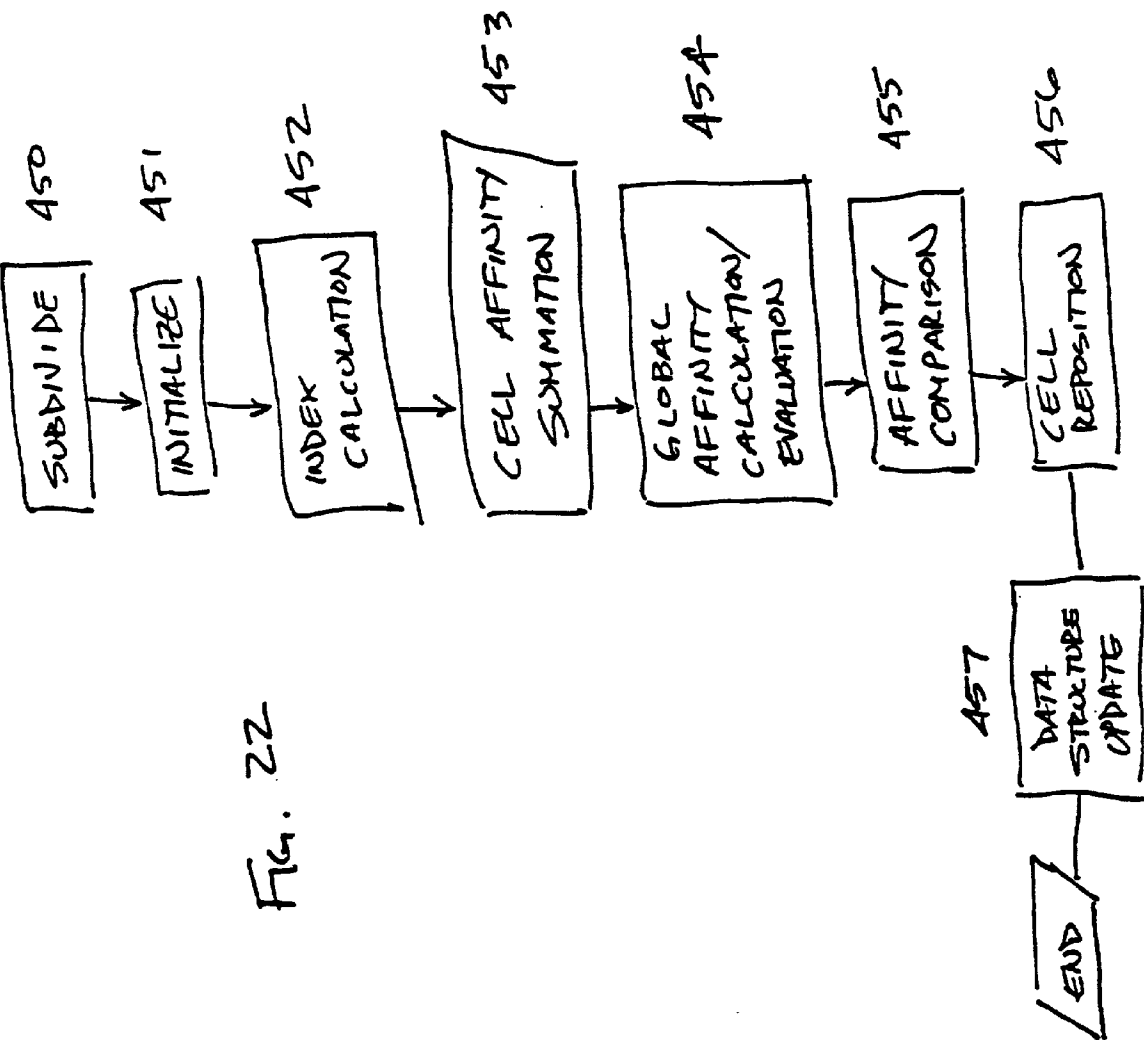 SUBDIVIDE
450
INITIALIZE
451
INDEX
CALCULATION
452
CELL AFFINITY
SUMMATION
453
GLOBAL
AFFINITY
CALCULATION/
EVALUATION
454
AFFINITY
COMPARISON
455
CELL
REPOSITION
456
457
DATA
STRUCTURE
UPDATE
END
FIG. 22